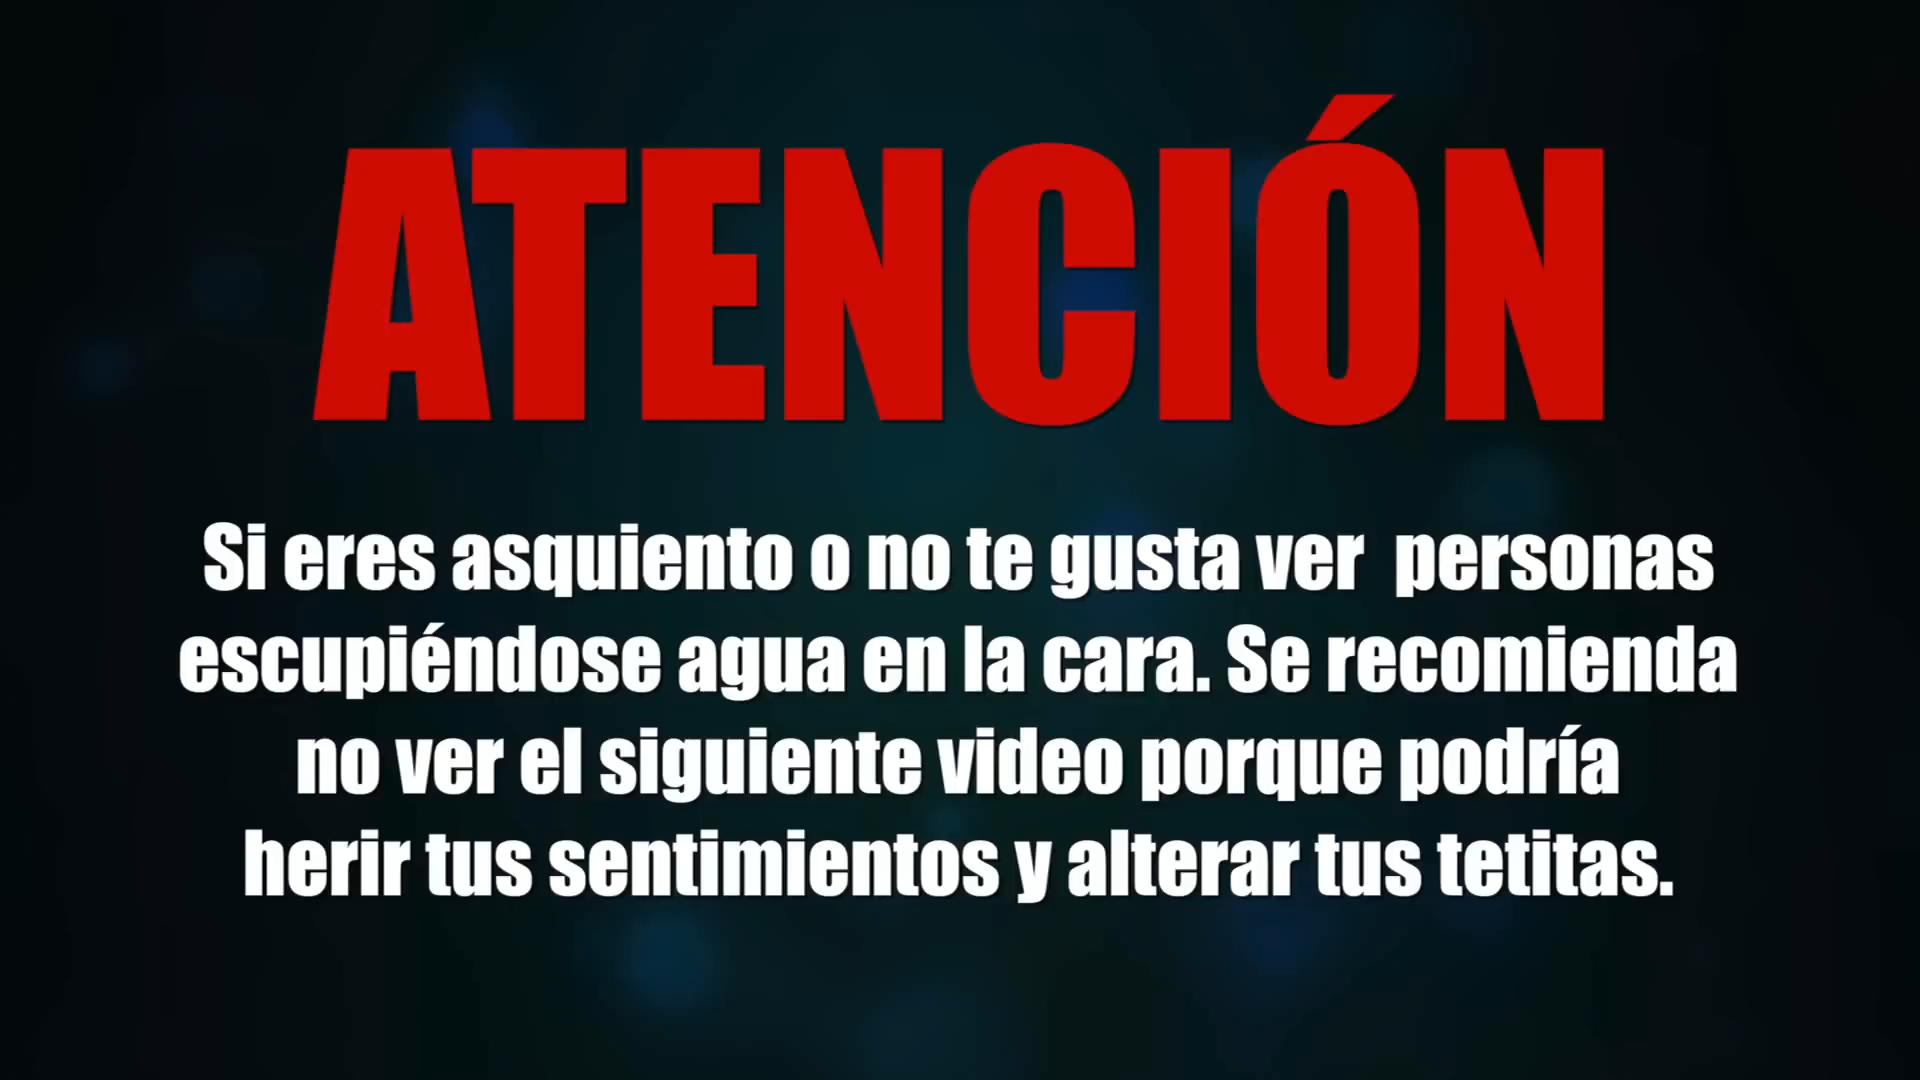 ATENCIÓN
Si eres asquiento o no te gusta ver personas
escupiéndose agua en la cara. Se recomienda
no ver el siguiente video porque podría
herir tus sentimientos y alterar tus tetitas.